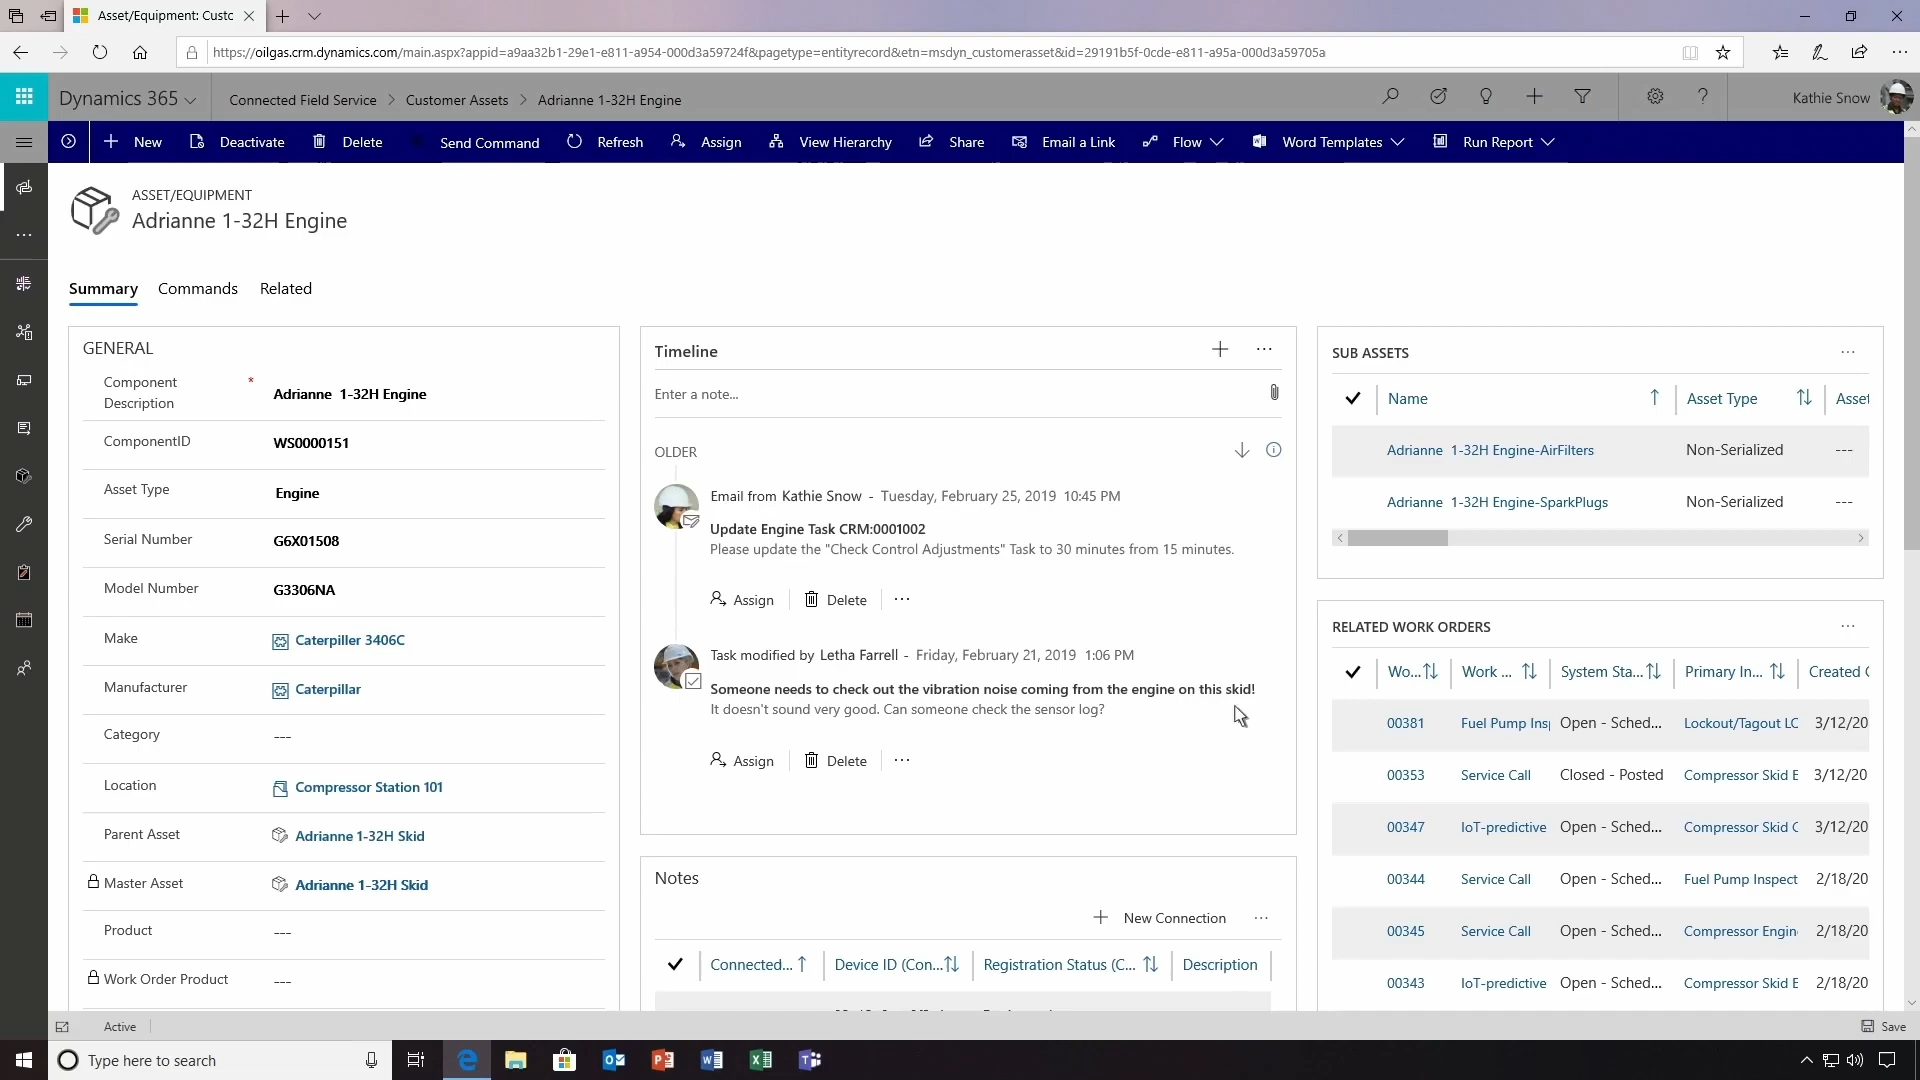 Asset/Equipment: Custo
https://oilgas.crm.dynamics.com/main.aspx?appid=a9aa32b1-29e1-e811-a954-000d3a59724f&pagetype=entityrecord&etn=msdyn_customerasset&id=29191b5f-0cde-e811-a95a-000d3a59705a
Dynamics 365 Connected Field Service > Customer Assets > Adrianne 1-32H Engine Kathie Snow
New Deactivate Delete Send Command Refresh Assign View Hierarchy Share Email a Link Flow Word Templates Run Report
ASSET/EQUIPMENT
Adrianne 1-32H Engine
Summary Commands Related
GENERAL
Component Description * Adrianne 1-32H Engine
ComponentID WS0000151
Asset Type Engine
Serial Number G6X01508
Model Number G3306NA
Make Caterpiller 3406C
Manufacturer Caterpillar
Category ---
Location Compressor Station 101
Parent Asset Adrianne 1-32H Skid
Master Asset Adrianne 1-32H Skid
Product ---
Work Order Product ---
Timeline
Enter a note...
OLDER
Email from Kathie Snow - Tuesday, February 25, 2019 10:45 PM
Update Engine Task CRM:0001002
Please update the "Check Control Adjustments" Task to 30 minutes from 15 minutes.
Assign Delete ...
Task modified by Letha Farrell - Friday, February 21, 2019 1:06 PM
Someone needs to check out the vibration noise coming from the engine on this skid!
It doesn't sound very good. Can someone check the sensor log?
Assign Delete ...
Notes
New Connection ...
Connected... Device ID (Con... Registration Status (C... Description
SUB ASSETS ...
Name Asset Type Asset
Adrianne 1-32H Engine-AirFilters Non-Serialized ---
Adrianne 1-32H Engine-SparkPlugs Non-Serialized ---
RELATED WORK ORDERS ...
Wo... Work ... System Sta... Primary In... Created
00381 Fuel Pump Ins Open - Sched... Lockout/Tagout LC 3/12/20
00353 Service Call Closed - Posted Compressor Skid E 3/12/20
00347 IoT-predictive Open - Sched... Compressor Skid C 3/12/20
00344 Service Call Open - Sched... Fuel Pump Inspect 2/18/20
00345 Service Call Open - Sched... Compressor Engin 2/18/20
00343 IoT-predictive Open - Sched... Compressor Skid E 2/18/20
Active Save
Type here to search